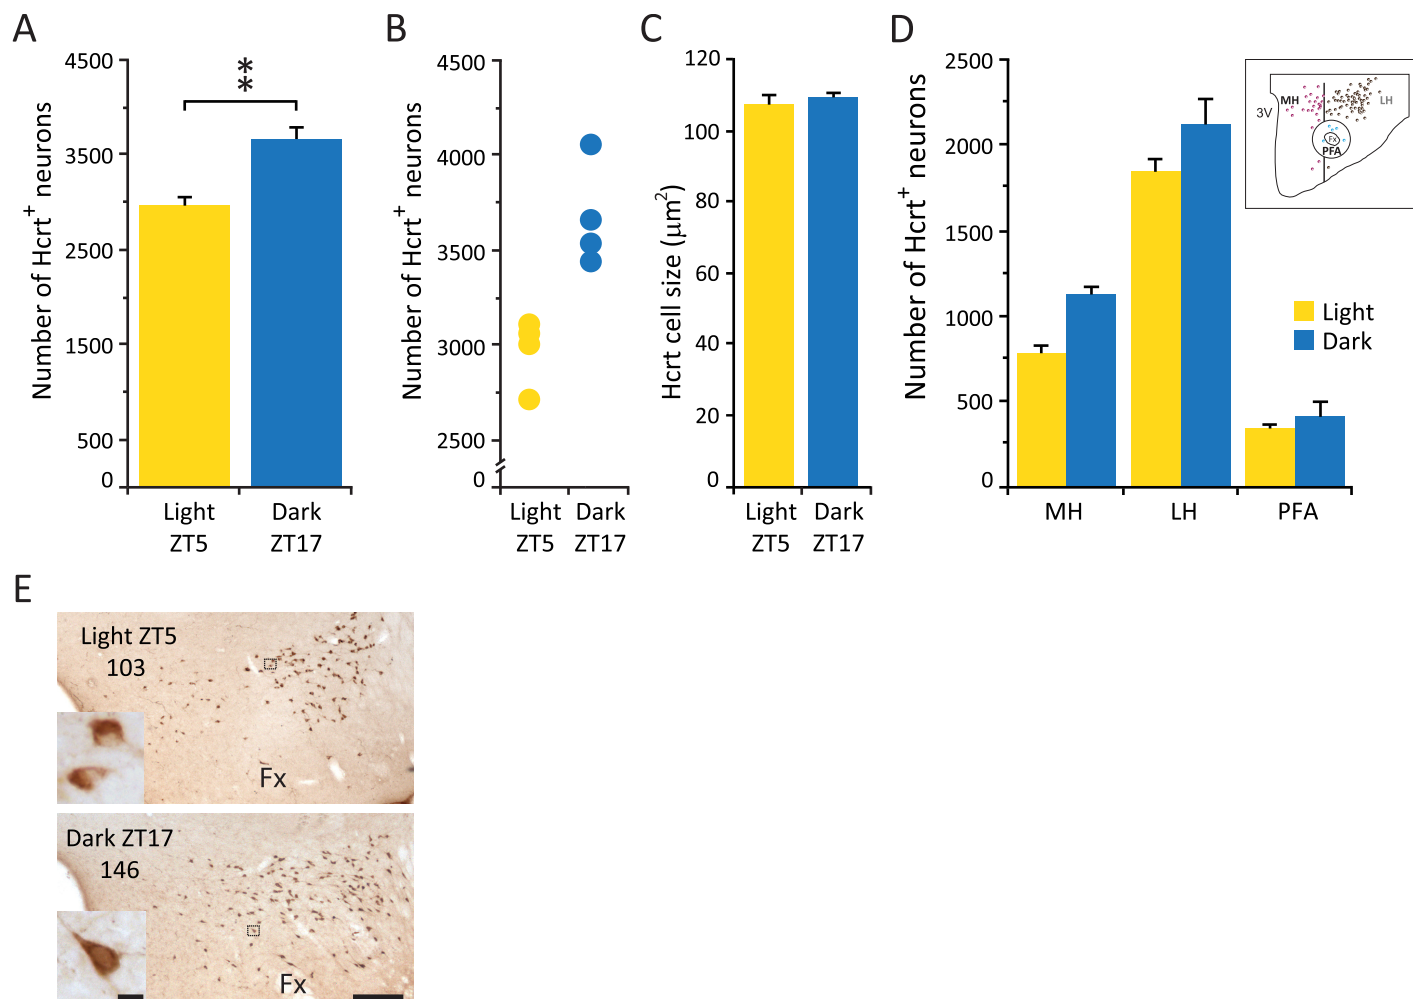 A
Number of Hcrt+ neurons
4500
3500
2500
1500
500
0
**
Light
ZT5
Dark
ZT17
B
Number of Hcrt+ neurons
4500
4000
3500
3000
2500
0
Light
ZT5
Dark
ZT17
C
Hcrt cell size (μm²)
120
100
80
60
40
20
0
Light
ZT5
Dark
ZT17
D
Number of Hcrt+ neurons
2500
2000
1500
1000
500
0
MH
LH
PFA
3V
MH
LH
Fx
PFA
Light
Dark
E
Light ZT5
103
Fx
Dark ZT17
146
Fx